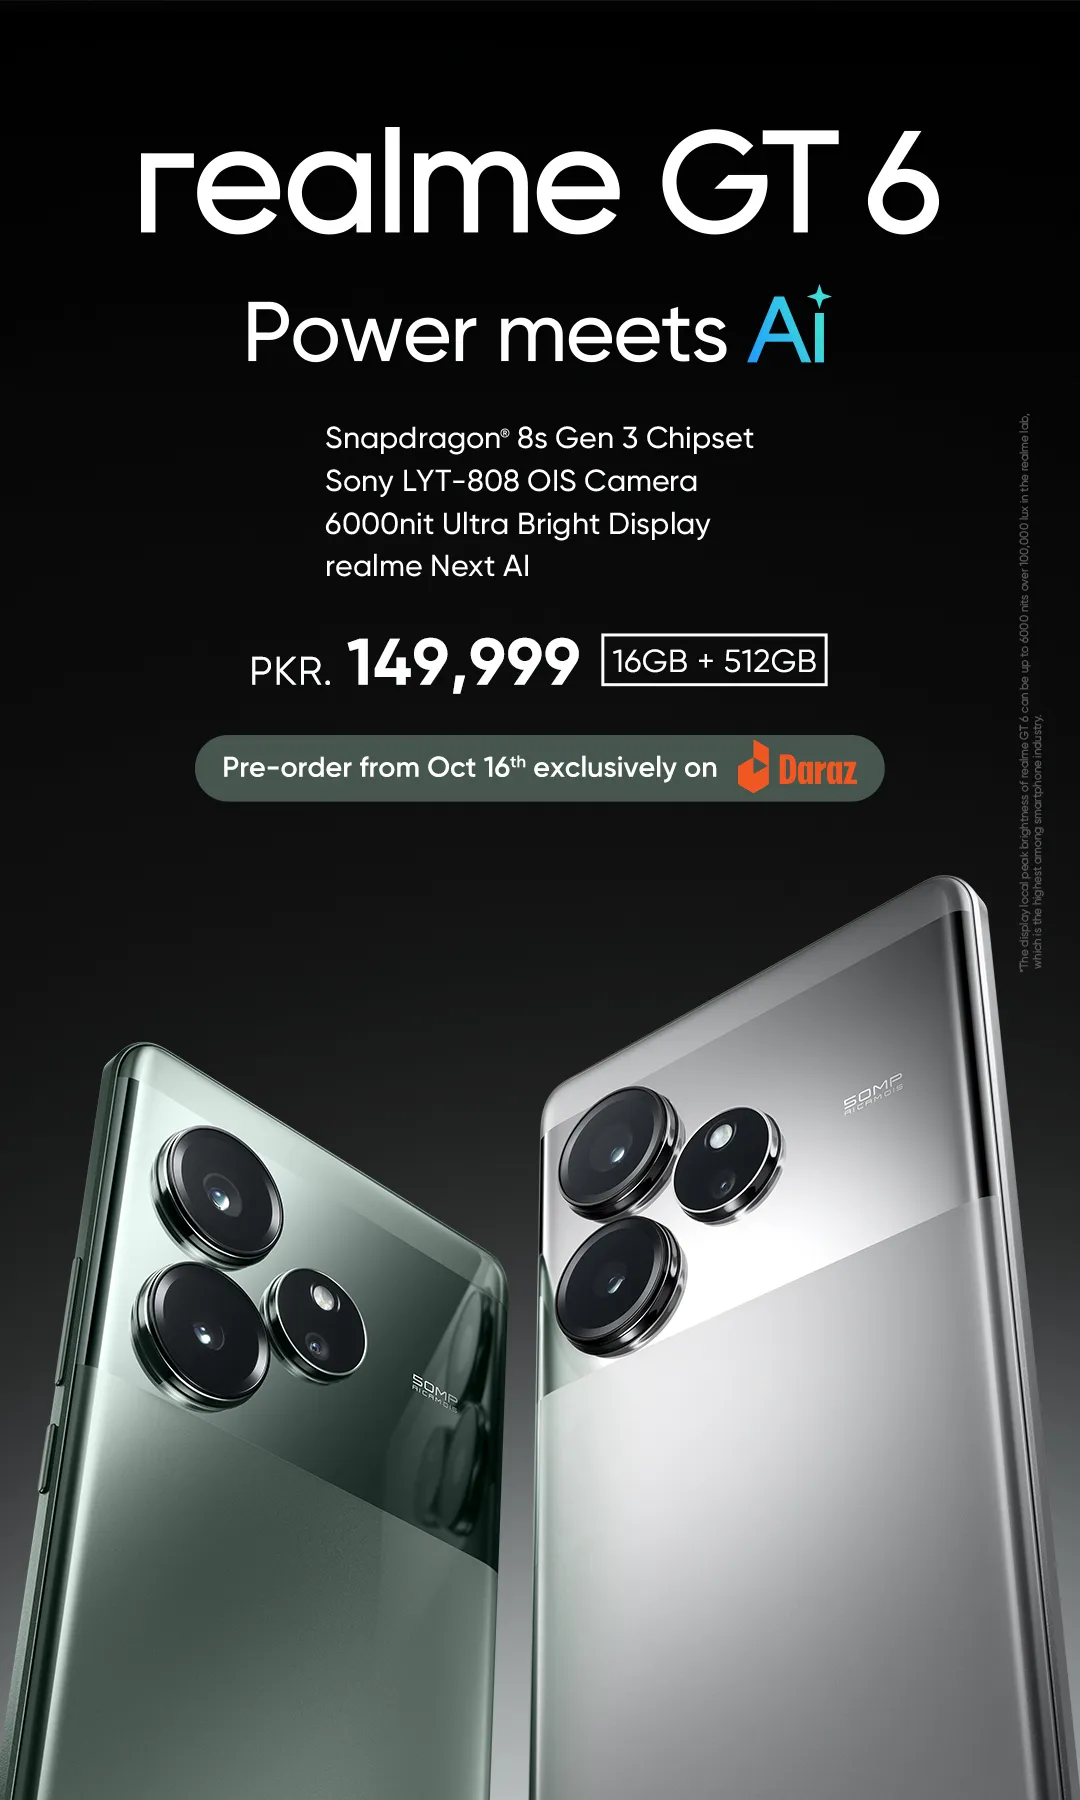 realme GT 6
Power meets Ai
Snapdragon® 8s Gen 3 Chipset
Sony LYT-808 OIS Camera
6000nit Ultra Bright Display
realme Next AI
PKR. 149,999 16GB + 512GB
Pre-order from Oct 16th exclusively on Daraz
*The display local peak brightness of realme GT 6 can be up to 6000 nits over 100,000 lux in the realme lab,
which is the highest among smartphone industry.
50MP
50MP